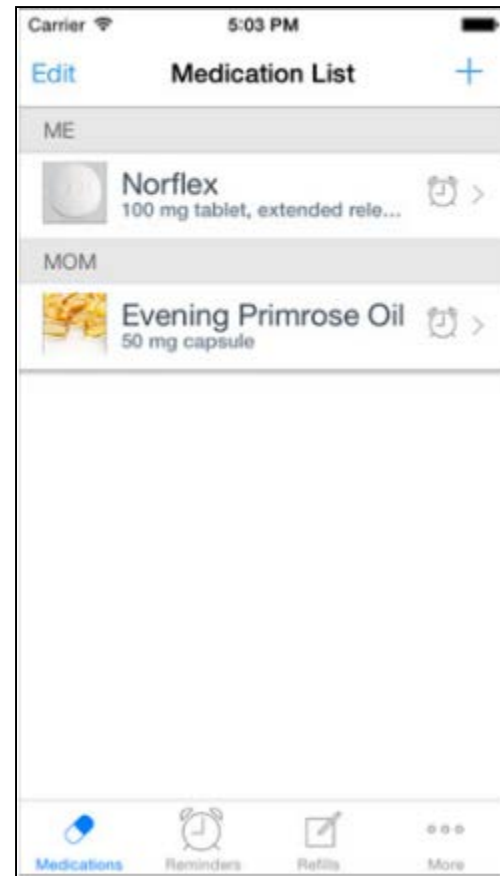 Carrier 5:03 PM
Edit Medication List +
ME
Norflex
100 mg tablet, extended rele...
MOM
Evening Primrose Oil
50 mg capsule
Medications Reminders Refills More